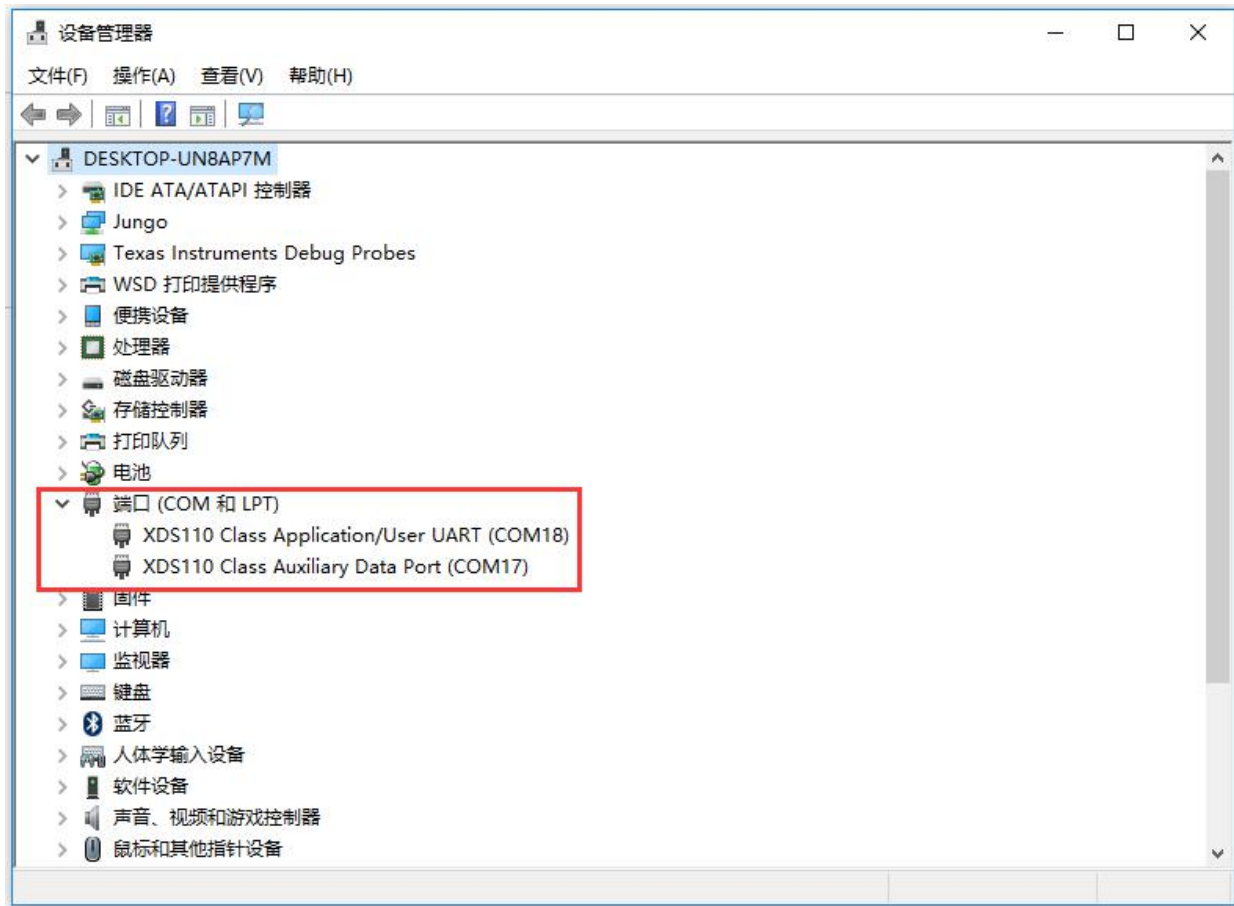 设备管理器
文件(F) 操作(A) 查看(V) 帮助(H)
DESKTOP-UN8AP7M
IDE ATA/ATAPI 控制器
Jungo
Texas Instruments Debug Probes
WSD 打印提供程序
便携设备
处理器
磁盘驱动器
存储控制器
打印队列
电池
端口 (COM 和 LPT)
XDS110 Class Application/User UART (COM18)
XDS110 Class Auxiliary Data Port (COM17)
固件
计算机
监视器
键盘
蓝牙
人体学输入设备
软件设备
声音、视频和游戏控制器
鼠标和其他指针设备